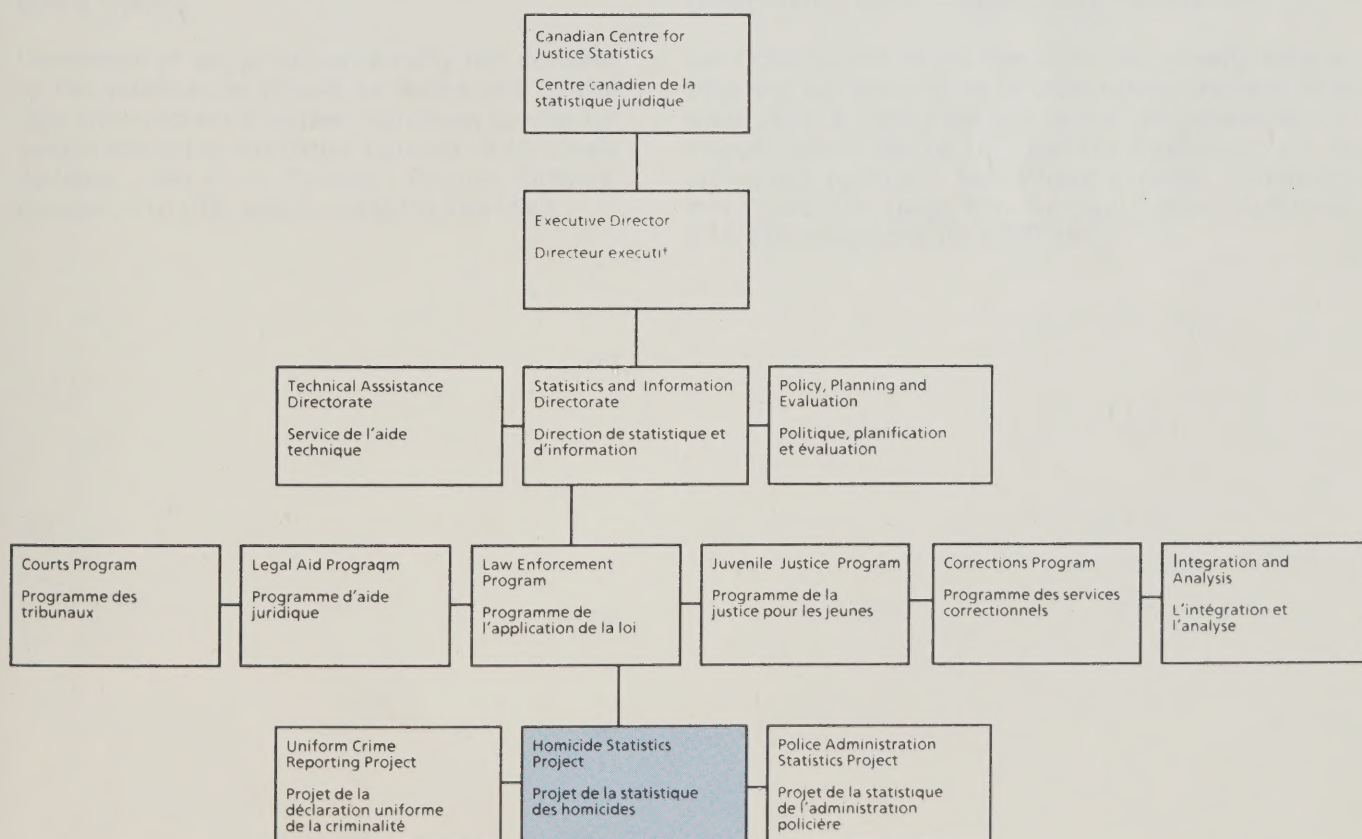 Canadian Centre for
Justice Statistics
Centre canadien de la
statistique juridique
Executive Director
Directeur executi
Technical Asssistance
Directorate
Service de l'aide
technique
Statisitics and Information
Directorate
Direction de statistique et
d'information
Policy, Planning and
Evaluation
Politique, planification
et évaluation
Courts Program
Programme des
tribunaux
Legal Aid Prograqm
Programme d'aide
juridique
Law Enforcement
Program
Programme de
l'application de la loi
Juvenile Justice Program
Programme de la
justice pour les jeunes
Corrections Program
Programme des services
correctionnels
Integration and
Analysis
L'intégration et
l'analyse
Uniform Crime
Reporting Project
Projet de la
déclaration uniforme
de la criminalité
Homicide Statistics
Project
Projet de la statistique
des homicides
Police Administration
Statistics Project
Projet de la statistique
de l'administration
policière